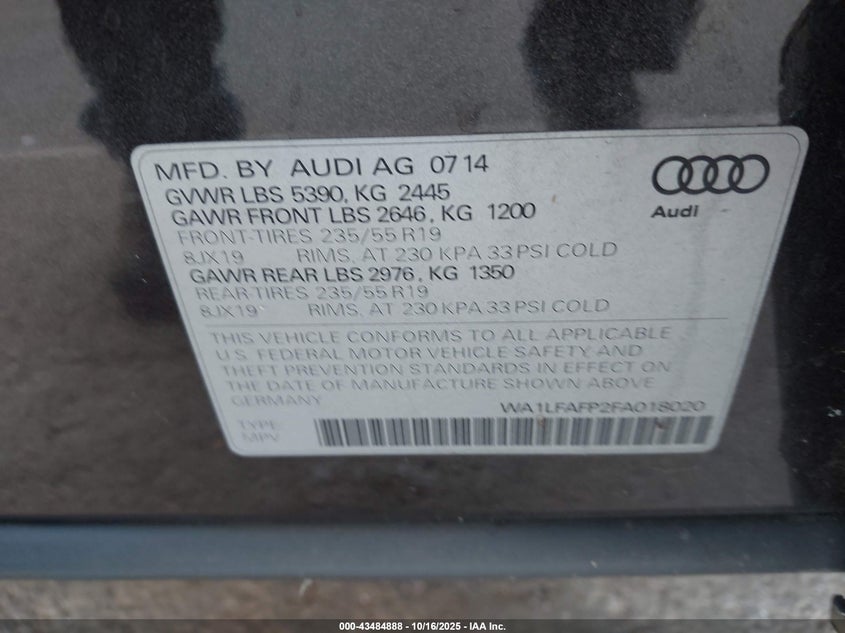 MFD. BY AUDI AG 07 14
GVWR LBS 5390, KG 2445
GAWR FRONT LBS 2646, KG 1200
FRONT-TIRES 235/55 R19
8JX19 RIMS, AT 230 KPA 33 PSI COLD
GAWR REAR LBS 2976, KG 1350
REAR-TIRES 235/55 R19
8JX19 RIMS, AT 230 KPA 33 PSI COLD
Audi
THIS VEHICLE CONFORMS TO ALL APPLICABLE
U.S. FEDERAL MOTOR VEHICLE SAFETY AND
THEFT PREVENTION STANDARDS IN EFFECT ON
THE DATE OF MANUFACTURE SHOWN ABOVE
GERMANY
WA1LFAFP2FA018020
TYPE:
MPV
000-43484888 - 10/16/2025 - IAA Inc.